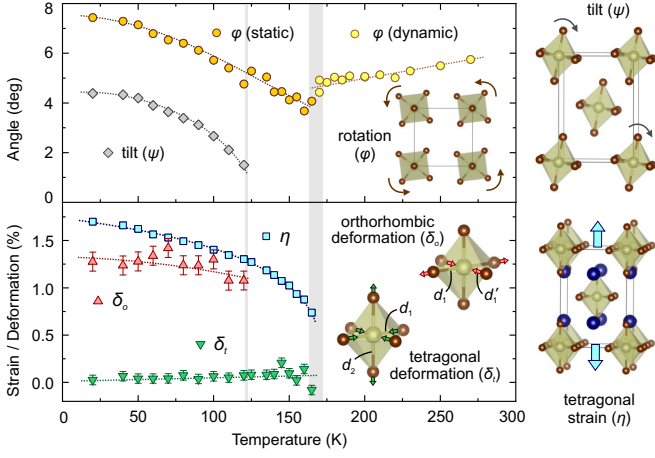 tilt (ψ)
8
6
4
2
0
Angle (deg)
φ (static)
φ (dynamic)
tilt (ψ)
rotation
(φ)
1.5
1.0
0.5
0.0
Strain / Deformation (%)
η
δo
δt
orthorhombic
deformation (δo)
d1′
d1′
d1
d2
tetragonal
deformation (δt)
0
50
100
150
200
250
300
Temperature (K)
tetragonal
strain (η)